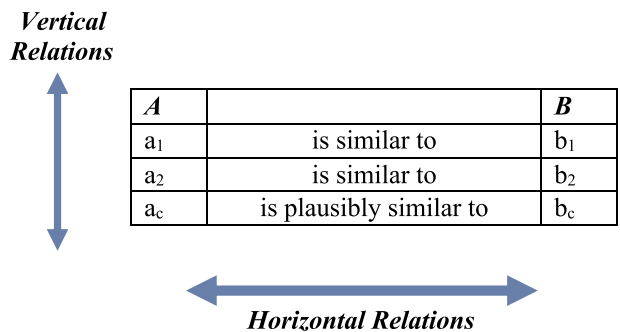 Vertical
Relations
A B
a1 is similar to b1
a2 is similar to b2
ac is plausibly similar to bc
Horizontal Relations